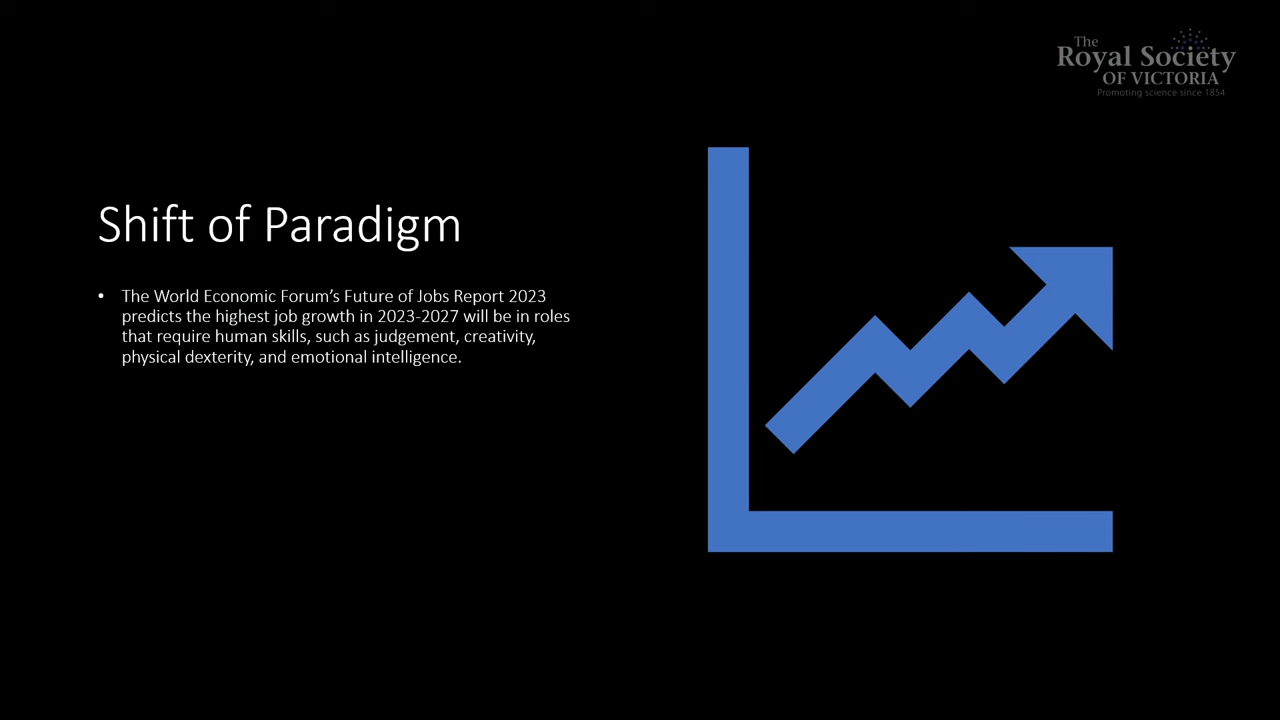 The
Royal Society
OF VICTORIA
Promoting science since 1854
Shift of Paradigm
• The World Economic Forum’s Future of Jobs Report 2023
predicts the highest job growth in 2023-2027 will be in roles
that require human skills, such as judgement, creativity,
physical dexterity, and emotional intelligence.